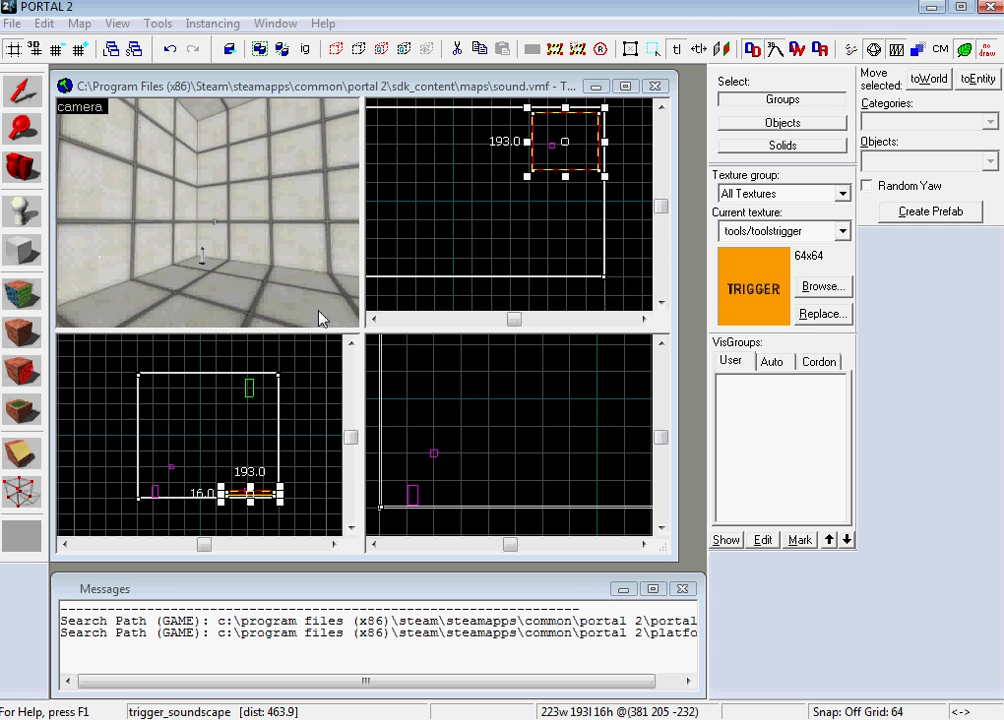 PORTAL 2
File Edit Map View Tools Instancing Window Help
3D ig tl CM no draw
C:\Program Files (x86)\Steam\steamapps\common\portal 2\sdk_content\maps\sound.vmf - T...
camera
193.0
193.0
16.0
Select:
Groups
Objects
Solids
Texture group:
All Textures
Current texture:
tools/toolstrigger
64x64
TRIGGER
Browse...
Replace...
VisGroups:
User Auto Cordon
Show Edit Mark
Move selected:
toWorld toEntity
Categories:
Objects:
Random Yaw
Create Prefab
Messages
Search Path (GAME): c:\program files (x86)\steam\steamapps\common\portal 2\portal
Search Path (GAME): c:\program files (x86)\steam\steamapps\common\portal 2\platfo
For Help, press F1 trigger_soundscape [dist: 463.9] 223w 193l 16h @(381 205 -232) Snap: Off Grid: 64 <->